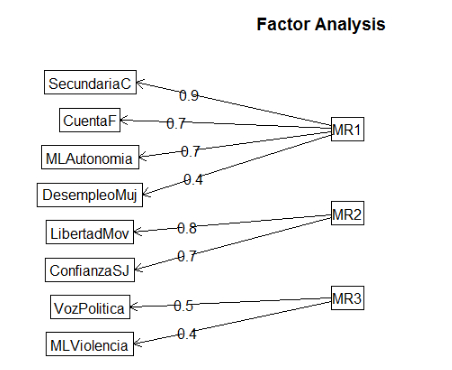 Factor Analysis
SecundariaC
0.9
CuentaF
0.7
MR1
MLAutonomia
0.7
DesempleoMuj
0.4
LibertadMov
0.8
MR2
ConfianzaSJ
0.7
VozPolitica
0.5
MR3
MLViolencia
0.4